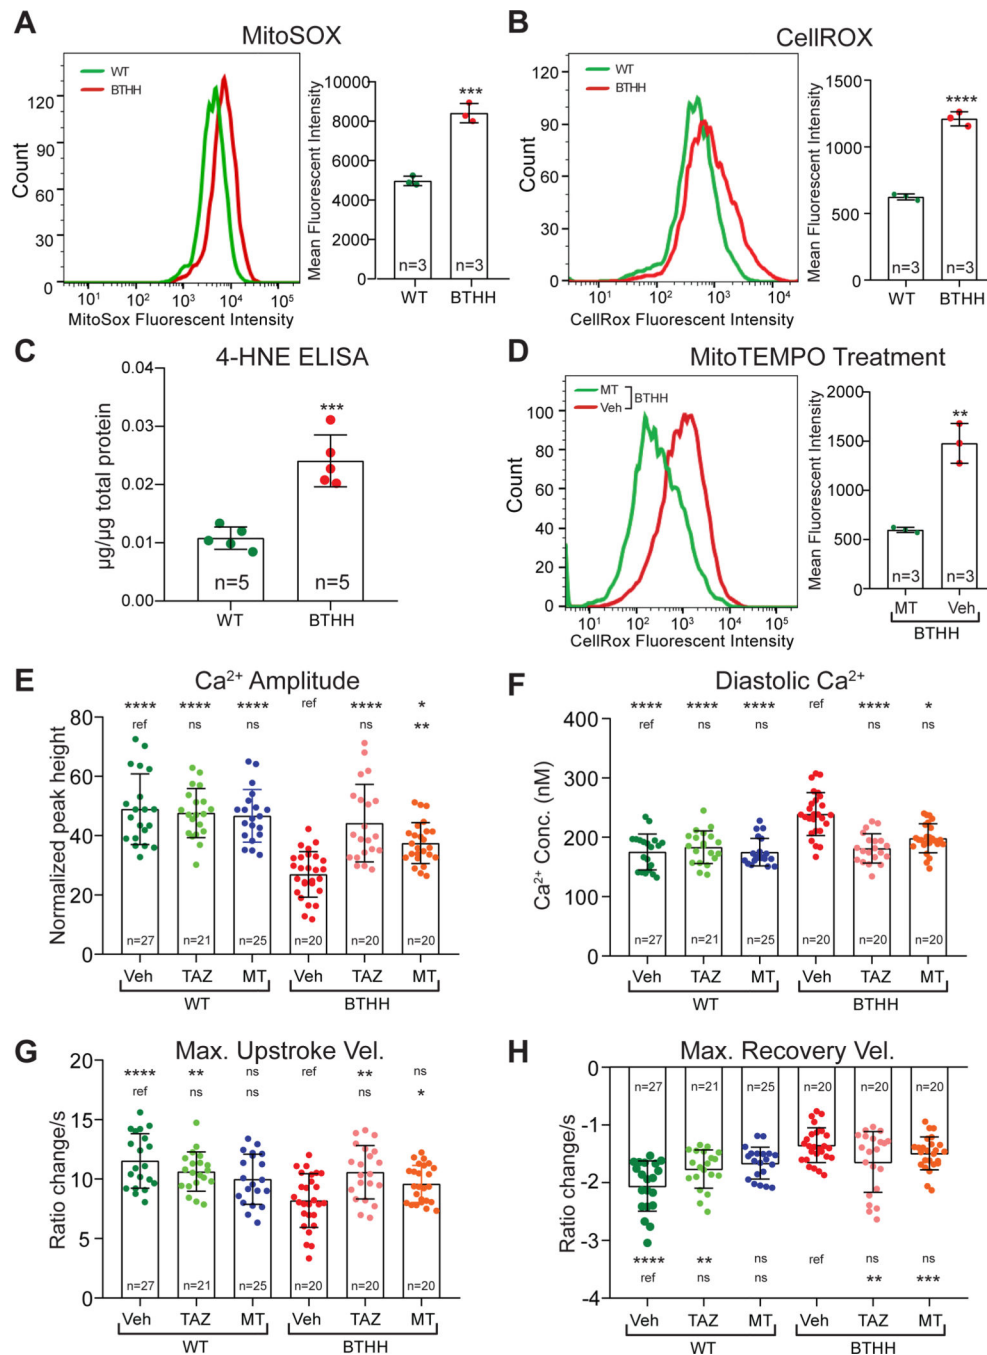 A
MitoSOX
WT
BTHH
Count
120
90
60
30
0
10¹ 10² 10³ 10⁴ 10⁵
MitoSox Fluorescent Intensity
Mean Fluorescent Intensity
10000
8000
6000
4000
2000
0
***
n=3 n=3
WT BTHH
B
CellROX
WT
BTHH
Count
120
90
60
30
0
10¹ 10² 10³ 10⁴
CellRox Fluorescent Intensity
Mean Fluorescent Intensity
1500
1000
500
0
****
n=3 n=3
WT BTHH
C
4-HNE ELISA
µg/µg total protein
0.04
0.03
0.02
0.01
0.00
***
n=5 n=5
WT BTHH
D
MitoTEMPO Treatment
MT
Veh
BTHH
Count
100
80
60
40
20
0
10¹ 10² 10³ 10⁴ 10⁵
CellRox Fluorescent Intensity
Mean Fluorescent Intensity
2000
1500
1000
500
0
**
n=3 n=3
MT Veh
BTHH
E
Ca²⁺ Amplitude
**** **** **** ref **** *
ref ns ns ns **
Normalized peak height
80
60
40
20
0
n=27 n=21 n=25 n=20 n=20 n=20
Veh TAZ MT Veh TAZ MT
WT BTHH
F
Diastolic Ca²⁺
**** **** **** ref **** *
ref ns ns ns ns
Ca²⁺ Conc. (nM)
400
300
200
100
0
n=27 n=21 n=25 n=20 n=20 n=20
Veh TAZ MT Veh TAZ MT
WT BTHH
G
Max. Upstroke Vel.
**** ** ns ref ** ns
ref ns ns ns *
Ratio change/s
20
15
10
5
0
n=27 n=21 n=25 n=20 n=20 n=20
Veh TAZ MT Veh TAZ MT
WT BTHH
H
Max. Recovery Vel.
Ratio change/s
0
-1
-2
-3
-4
n=27 n=21 n=25 n=20 n=20 n=20
**** ** ns ref ns ns
ref ns ns ** ***
Veh TAZ MT Veh TAZ MT
WT BTHH